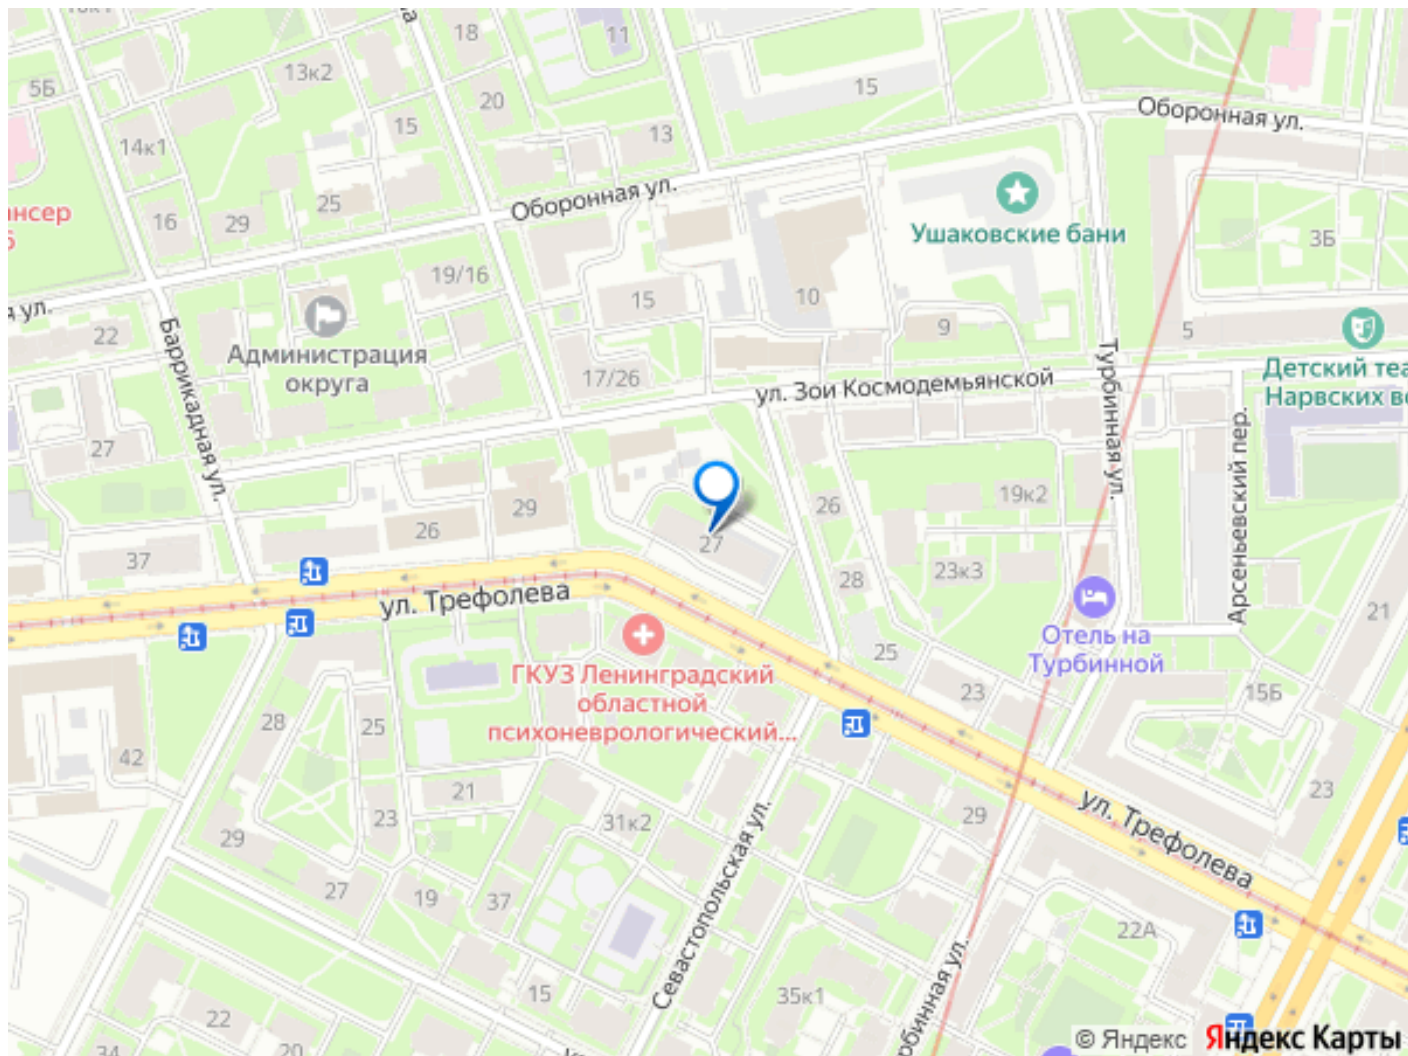 18
11
13к2
5Б
20
15
15
Оборонная ул.
14к1
13
25
16
29
Оборонная ул.
Ушаковские бани
3Б
19/16
15
10
9
5
22
Администрация
округа
17/26
ул. Зои Космодемьянской
Детский
Нарвских
Баррикадная ул.
Турбинная ул.
Арсеньевский пер.
27
29
26
27
26
19к2
37
28
23к3
ул. Трефолева
Отель на
Турбинной
21
25
ГКУЗ Ленинградский
областной
психоневрологический...
23
15Б
28
25
42
21
23
31к2
29
23
ул. Трефолева
29
27
19
37
Севастопольская ул.
22А
15
35к1
22
20
34
© Яндекс Яндекс Карты